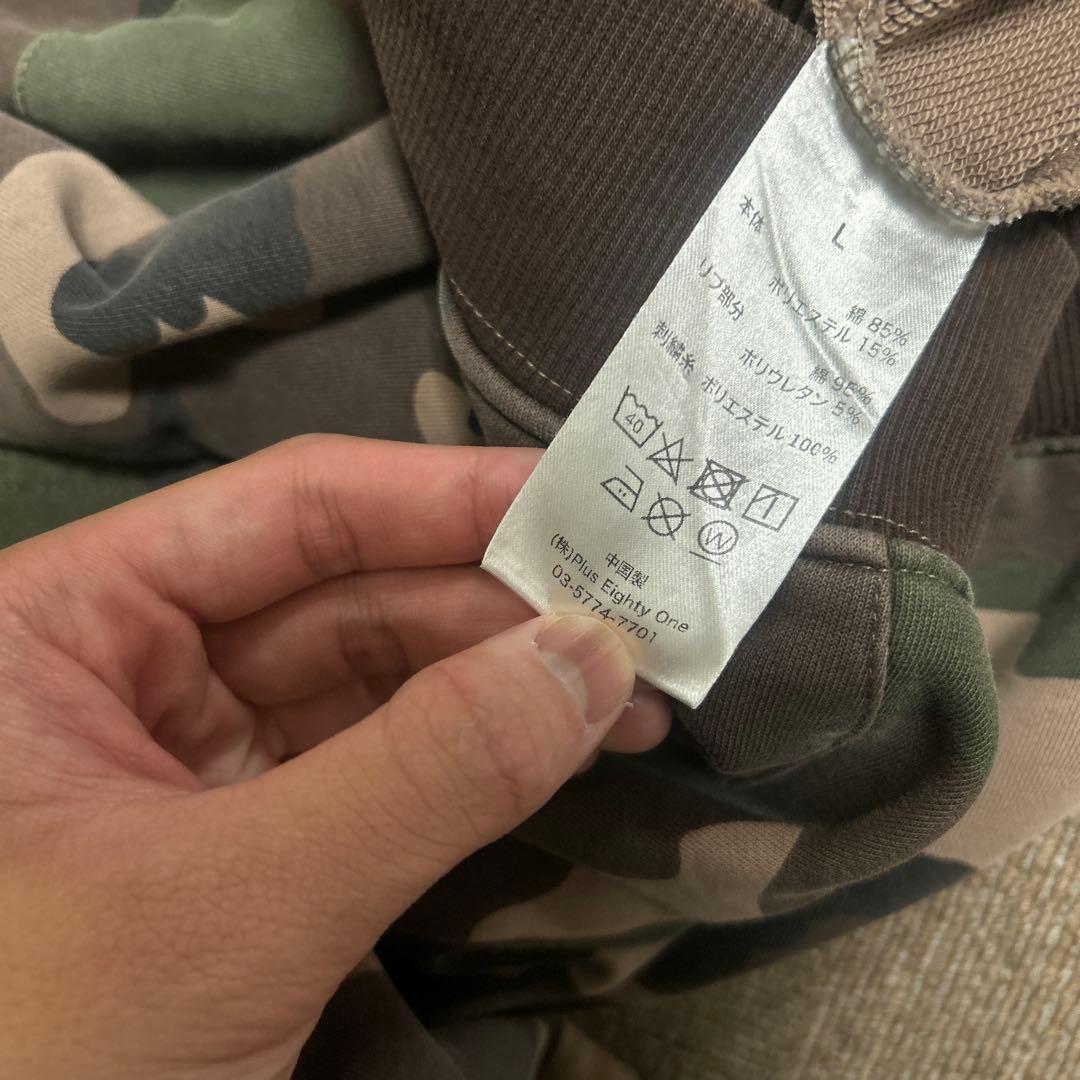 L
本体 綿 85%
ポリエステル 15%
リブ部分 綿 95%
ポリウレタン 5%
刺繍糸 ポリエステル 100%
40
W
中国製
(株)Plus Eighty One
03-5774-7701